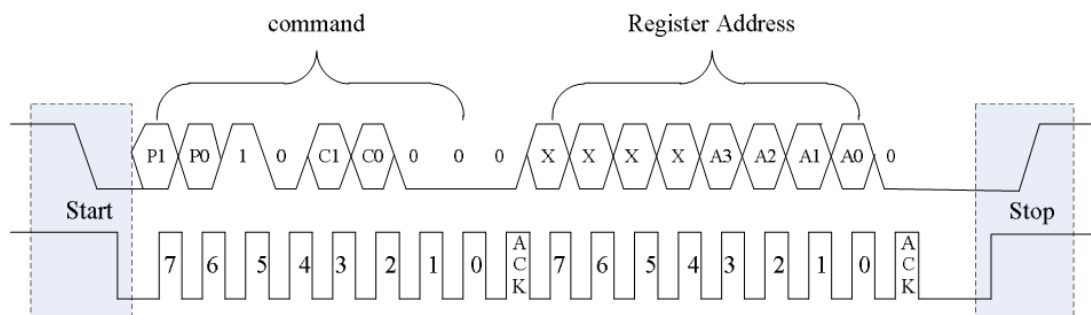 command Register Address
P1 P0 1 0 C1 C0 0 0 0 X X X X A3 A2 A1 A0 0
Start Stop
7 6 5 4 3 2 1 0 ACK 7 6 5 4 3 2 1 0 ACK